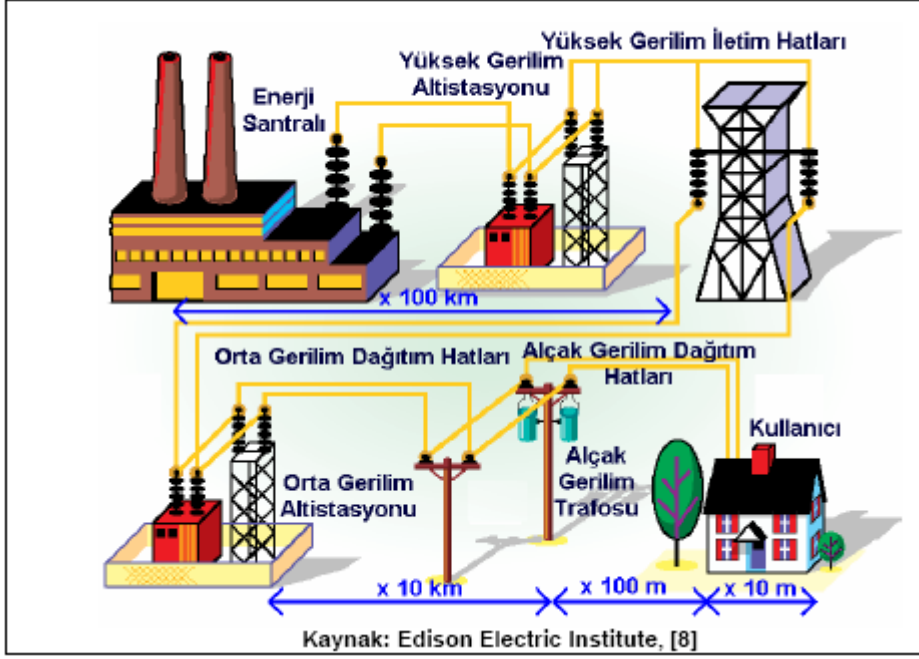 Yüksek Gerilim İletim Hatları
Yüksek Gerilim
Altistasyonu
Enerji
Santralı
x 100 km
Orta Gerilim Dağıtım Hatları
Alçak Gerilim Dağıtım
Hatları
Kullanıcı
Orta Gerilim
Altistasyonu
Alçak
Gerilim
Trafosu
x 10 km
x 100 m
x 10 m
Kaynak: Edison Electric Institute, [8]